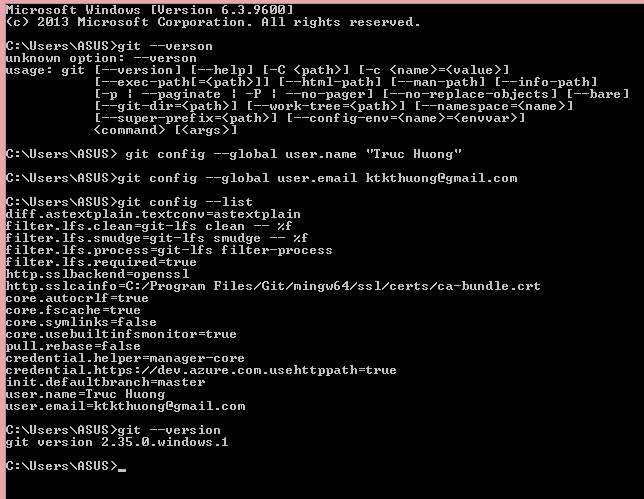 Microsoft Windows [Version 6.3.9600]
(c) 2013 Microsoft Corporation. All rights reserved.
C:\Users\ASUS>git --verson
unknown option: --verson
usage: git [--version] [--help] [-C <path>] [-c <name>=<value>]
[--exec-path[=<path>]] [--html-path] [--man-path] [--info-path]
[-p | --paginate | -P | --no-pager] [--no-replace-objects] [--bare]
[--git-dir=<path>] [--work-tree=<path>] [--namespace=<name>]
[--super-prefix=<path>] [--config-env=<name>=<envvar>]
<command> [<args>]
C:\Users\ASUS> git config --global user.name "Truc Huong"
C:\Users\ASUS>git config --global user.email ktkthuong@gmail.com
C:\Users\ASUS>git config --list
diff.astextplain.textconv=astextplain
filter.lfs.clean=git-lfs clean -- %f
filter.lfs.smudge=git-lfs smudge -- %f
filter.lfs.process=git-lfs filter-process
filter.lfs.required=true
http.sslbackend=openssl
http.sslcainfo=C:/Program Files/Git/mingw64/ssl/certs/ca-bundle.crt
core.autocrlf=true
core.fscache=true
core.symlinks=false
core.usebuiltinfsmonitor=true
pull.rebase=false
credential.helper=manager-core
credential.https://dev.azure.com.usehttppath=true
init.defaultbranch=master
user.name=Truc Huong
user.email=ktkthuong@gmail.com
C:\Users\ASUS>git --version
git version 2.35.0.windows.1
C:\Users\ASUS>_